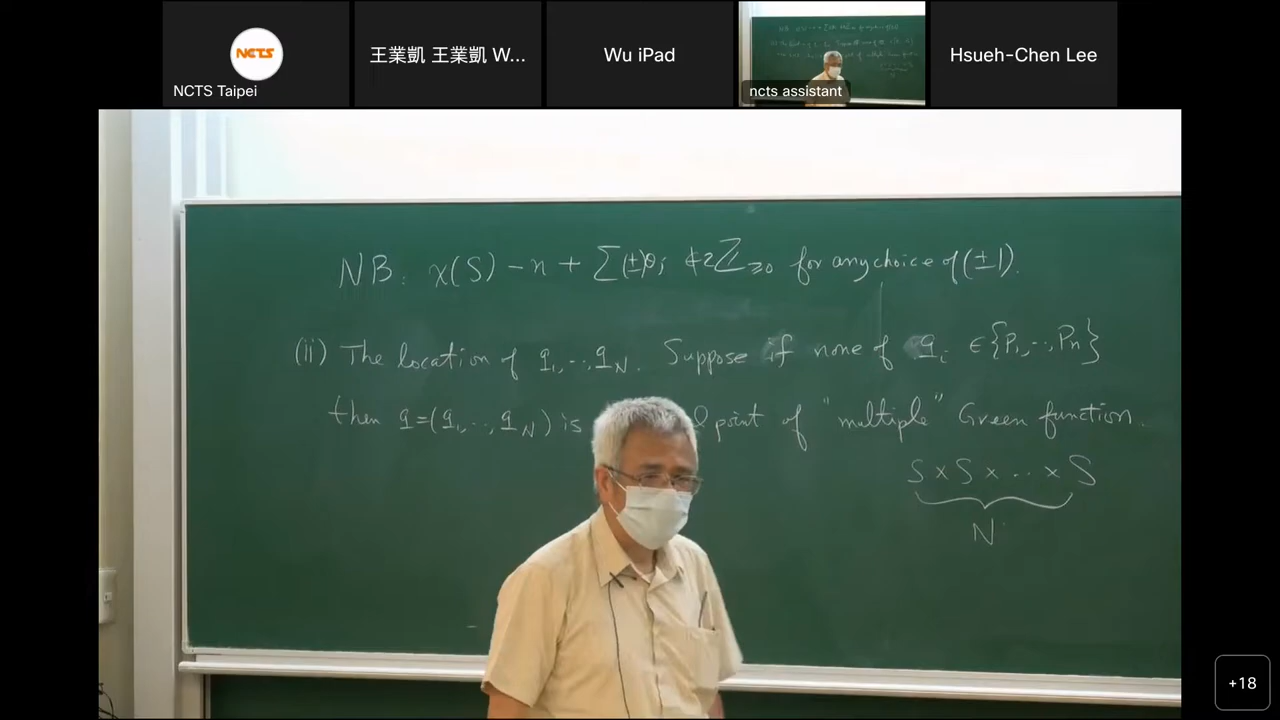 NCTS
NCTS Taipei
王業凱 王業凱 W...
Wu iPad
ncts assistant
Hsueh-Chen Lee
NB: χ(S) - n + Σ(±)θ_i ∉ 2ℤ_{≥0} for any choice of (±1).
(ii) The location of q_1, .., q_N. Suppose if none of q_i ∈ {P_1, .., P_n}
then q = (q_1, .., q_N) is point of "multiple" Green function.
S × S × ... × S
N
+18